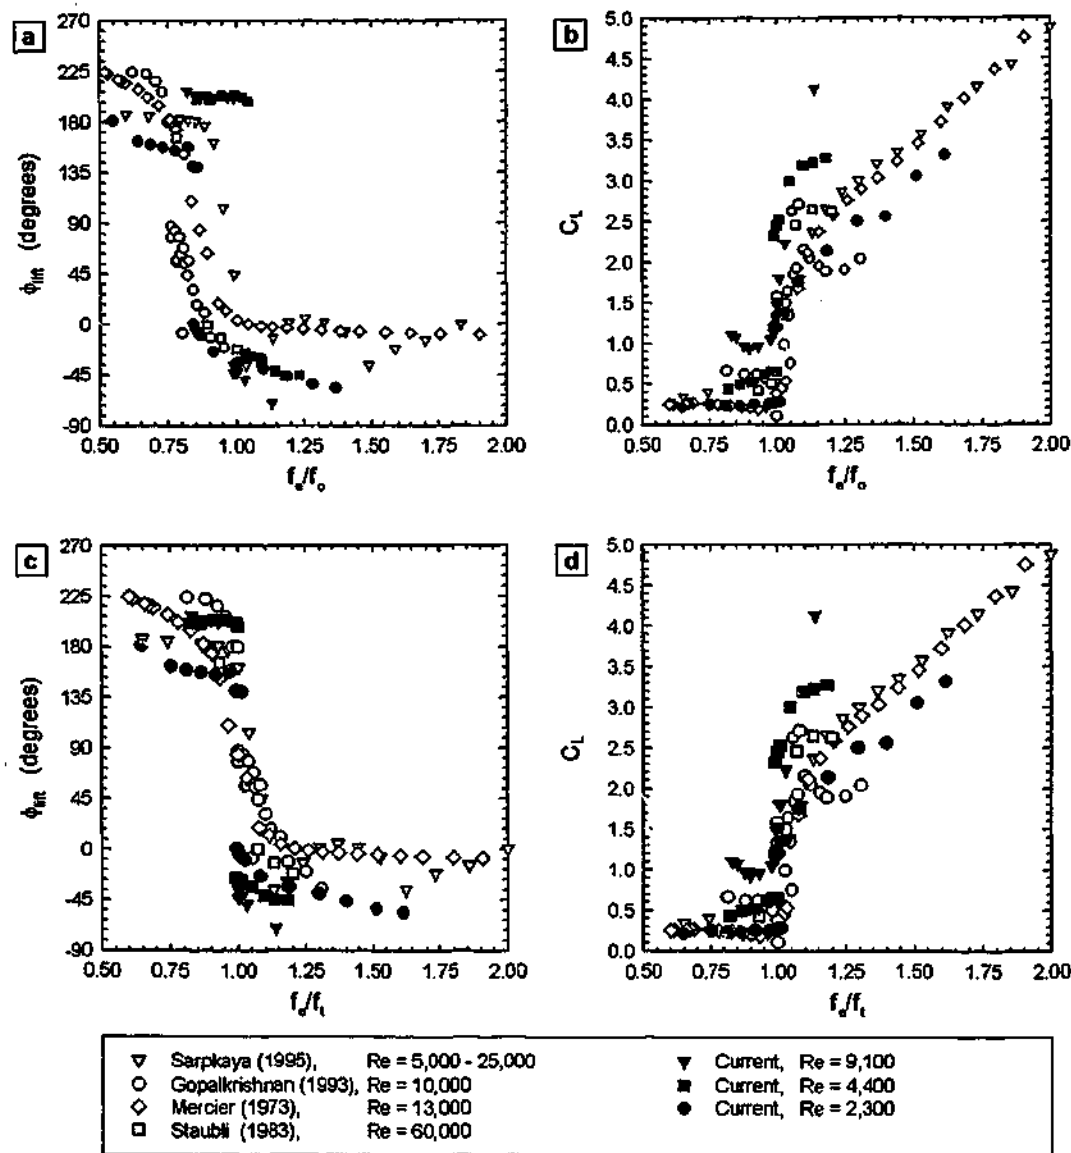 a
270
225
180
135
90
45
0
-45
-90
ϕlift (degrees)
0.50 0.75 1.00 1.25 1.50 1.75 2.00
fe/fo
b
5.0
4.5
4.0
3.5
3.0
2.5
2.0
1.5
1.0
0.5
0.0
CL
0.50 0.75 1.00 1.25 1.50 1.75 2.00
fe/fo
c
270
225
180
135
90
45
0
-45
-90
ϕlift (degrees)
0.50 0.75 1.00 1.25 1.50 1.75 2.00
fe/ft
d
5.0
4.5
4.0
3.5
3.0
2.5
2.0
1.5
1.0
0.5
0.0
CL
0.50 0.75 1.00 1.25 1.50 1.75 2.00
fe/ft
Sarpkaya (1995), Re = 5,000 - 25,000
Gopalkrishnan (1993), Re = 10,000
Mercier (1973), Re = 13,000
Staubli (1983), Re = 60,000
Current, Re = 9,100
Current, Re = 4,400
Current, Re = 2,300